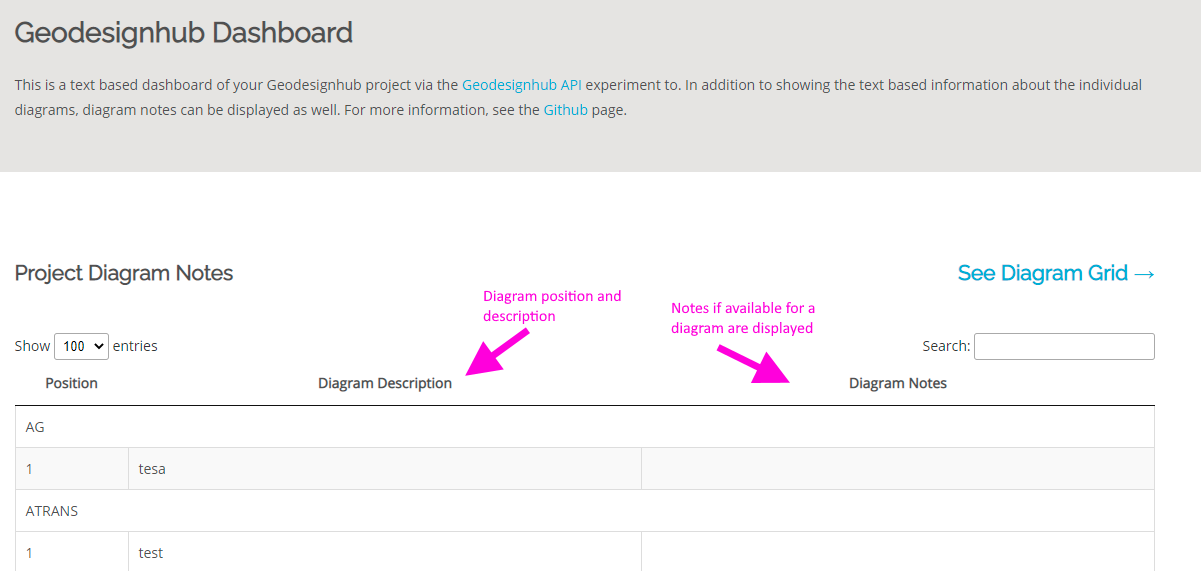 Geodesignhub Dashboard
This is a text based dashboard of your Geodesignhub project via the Geodesignhub API experiment to. In addition to showing the text based information about the individual
diagrams, diagram notes can be displayed as well. For more information, see the Github page.
Project Diagram Notes
See Diagram Grid →
Diagram position and
description
Notes if available for a
diagram are displayed
Show 100 entries
Search:
Position Diagram Description Diagram Notes
AG
1 tesa
ATRANS
1 test